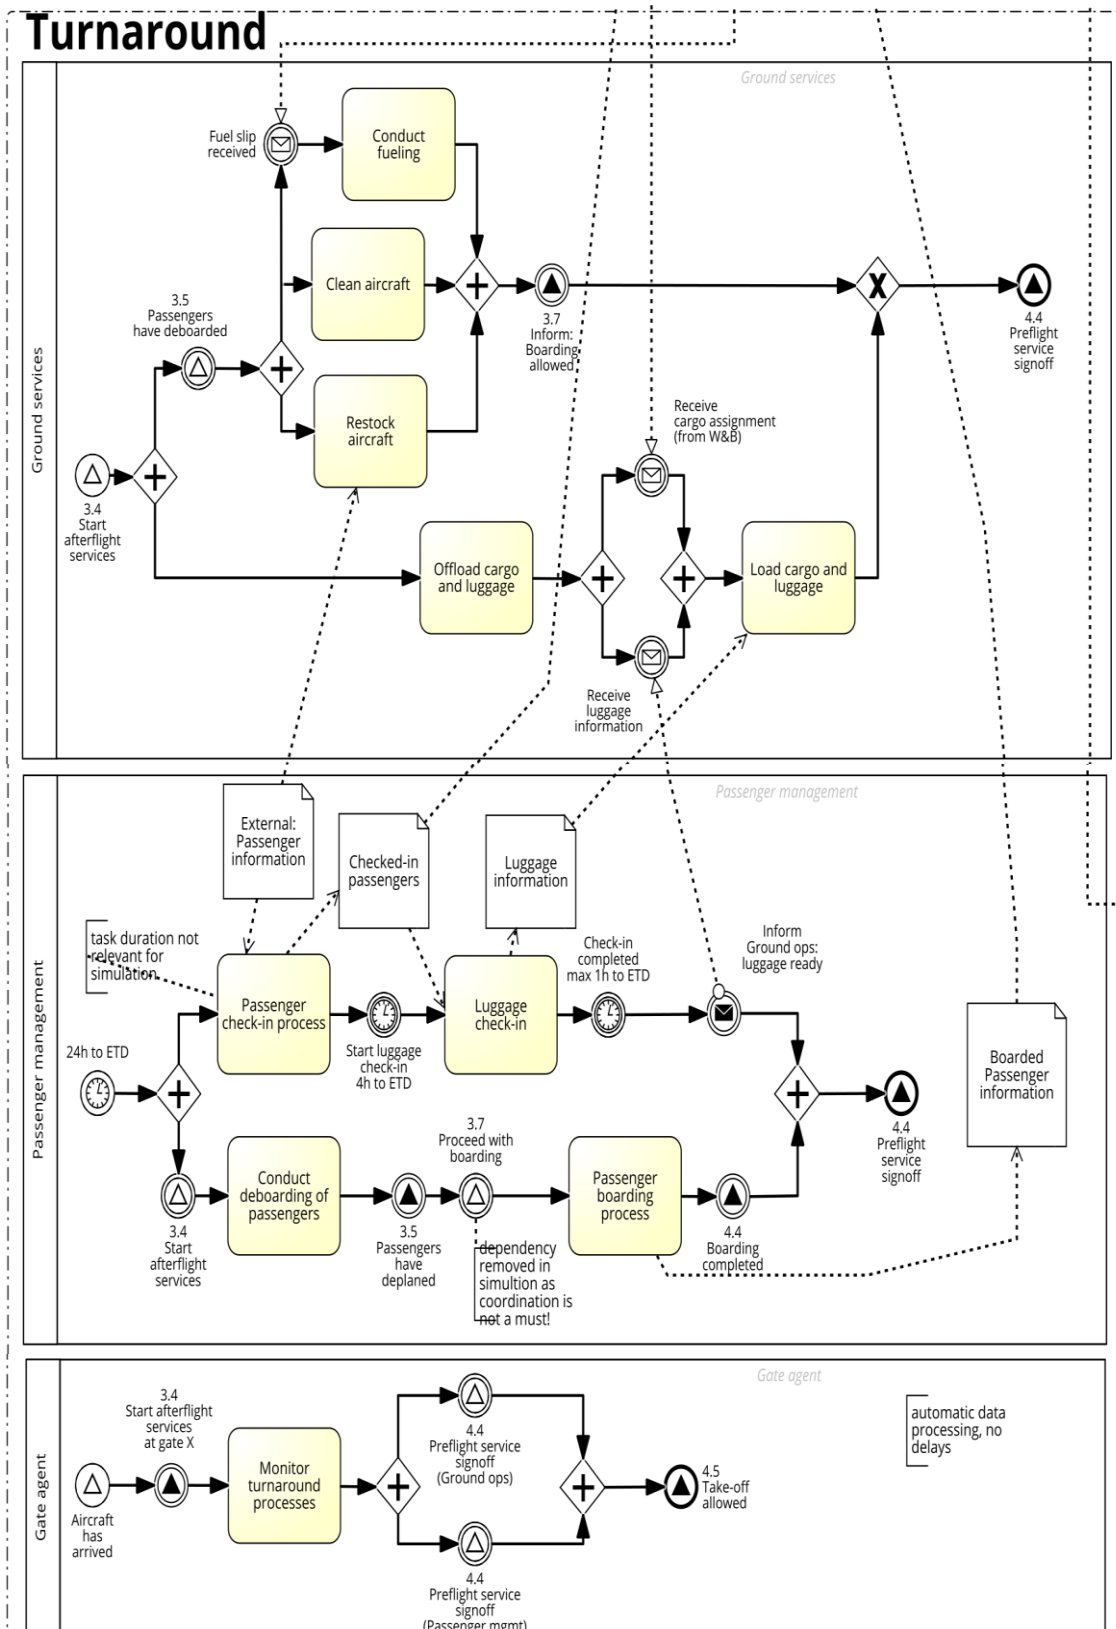 Turnaround
Ground services
Ground services
Fuel slip
received
Conduct
fueling
Clean aircraft
3.5
Passengers
have deboarded
3.7
Inform:
Boarding
allowed
4.4
Preflight
service
signoff
Restock
aircraft
Receive
cargo assignment
(from W&B)
3.4
Start
afterflight
services
Offload cargo
and luggage
Load cargo and
luggage
Receive
luggage
information
Passenger management
Passenger management
External:
Passenger
information
Checked-in
passengers
Luggage
information
task duration not
relevant for
simulation
Passenger
check-in process
Start luggage
check-in
4h to ETD
Luggage
check-in
Check-in
completed
max 1h to ETD
Inform
Ground ops:
luggage ready
24h to ETD
Boarded
Passenger
information
4.4
Preflight
service
signoff
3.4
Start
afterflight
services
Conduct
deboarding of
passengers
3.5
Passengers
have
deplaned
3.7
Proceed with
boarding
dependency
removed in
simultion as
coordination is
not a must!
Passenger
boarding
process
4.4
Boarding
completed
Gate agent
Gate agent
Aircraft
has
arrived
3.4
Start afterflight
services
at gate X
Monitor
turnaround
processes
4.4
Preflight service
signoff
(Ground ops)
4.4
Preflight service
signoff
(Passenger mgmt)
4.5
Take-off
allowed
automatic data
processing, no
delays